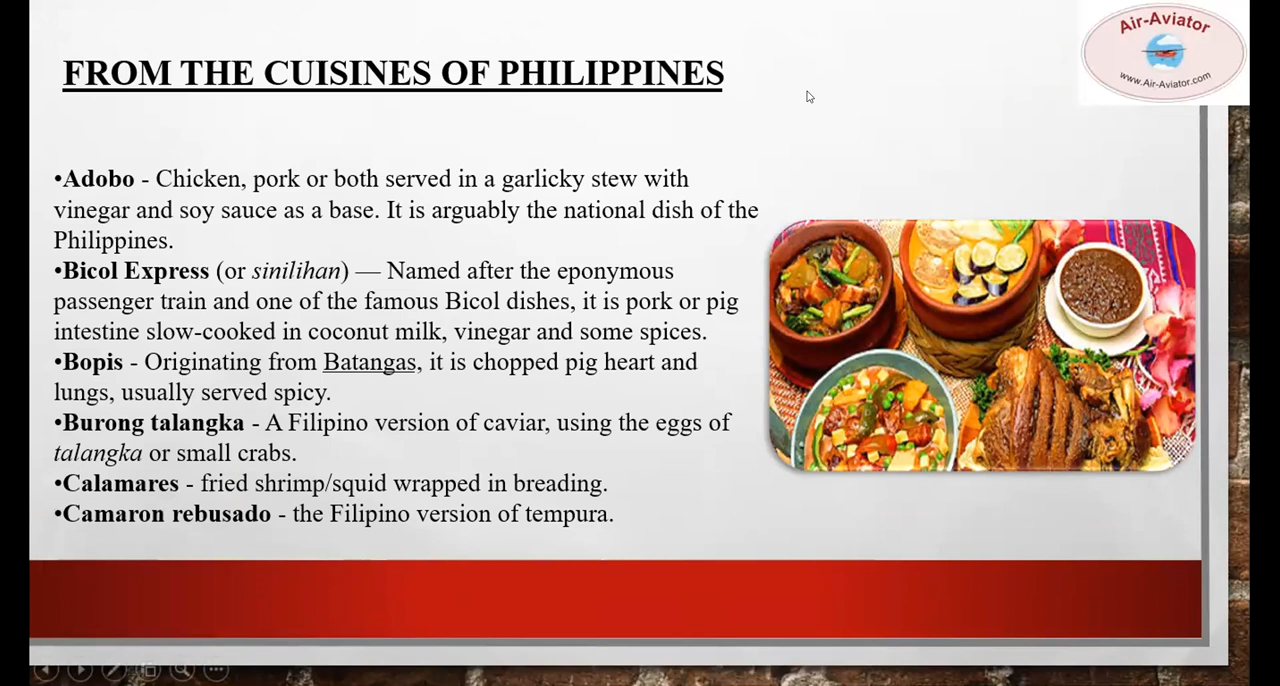 Air-Aviator
www.Air-Aviator.com
FROM THE CUISINES OF PHILIPPINES
•Adobo - Chicken, pork or both served in a garlicky stew with
vinegar and soy sauce as a base. It is arguably the national dish of the
Philippines.
•Bicol Express (or sinilihan) — Named after the eponymous
passenger train and one of the famous Bicol dishes, it is pork or pig
intestine slow-cooked in coconut milk, vinegar and some spices.
•Bopis - Originating from Batangas, it is chopped pig heart and
lungs, usually served spicy.
•Burong talangka - A Filipino version of caviar, using the eggs of
talangka or small crabs.
•Calamares - fried shrimp/squid wrapped in breading.
•Camaron rebusado - the Filipino version of tempura.